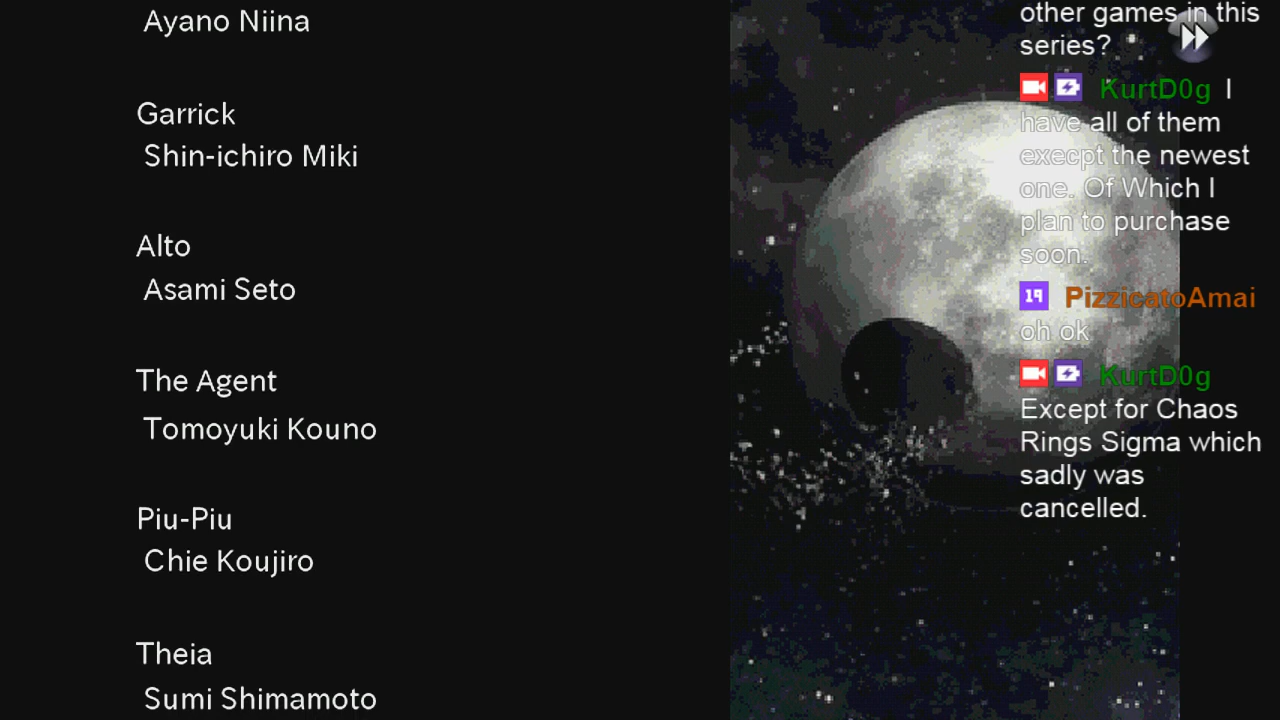 Ayano Niina
Garrick
Shin-ichiro Miki
Alto
Asami Seto
The Agent
Tomoyuki Kouno
Piu-Piu
Chie Koujiro
Theia
Sumi Shimamoto
other games in this
series?
KurtD0g I
have all of them
execpt the newest
one. Of Which I
plan to purchase
soon.
19 PizzicatoAmai
oh ok
KurtD0g
Except for Chaos
Rings Sigma which
sadly was
cancelled.